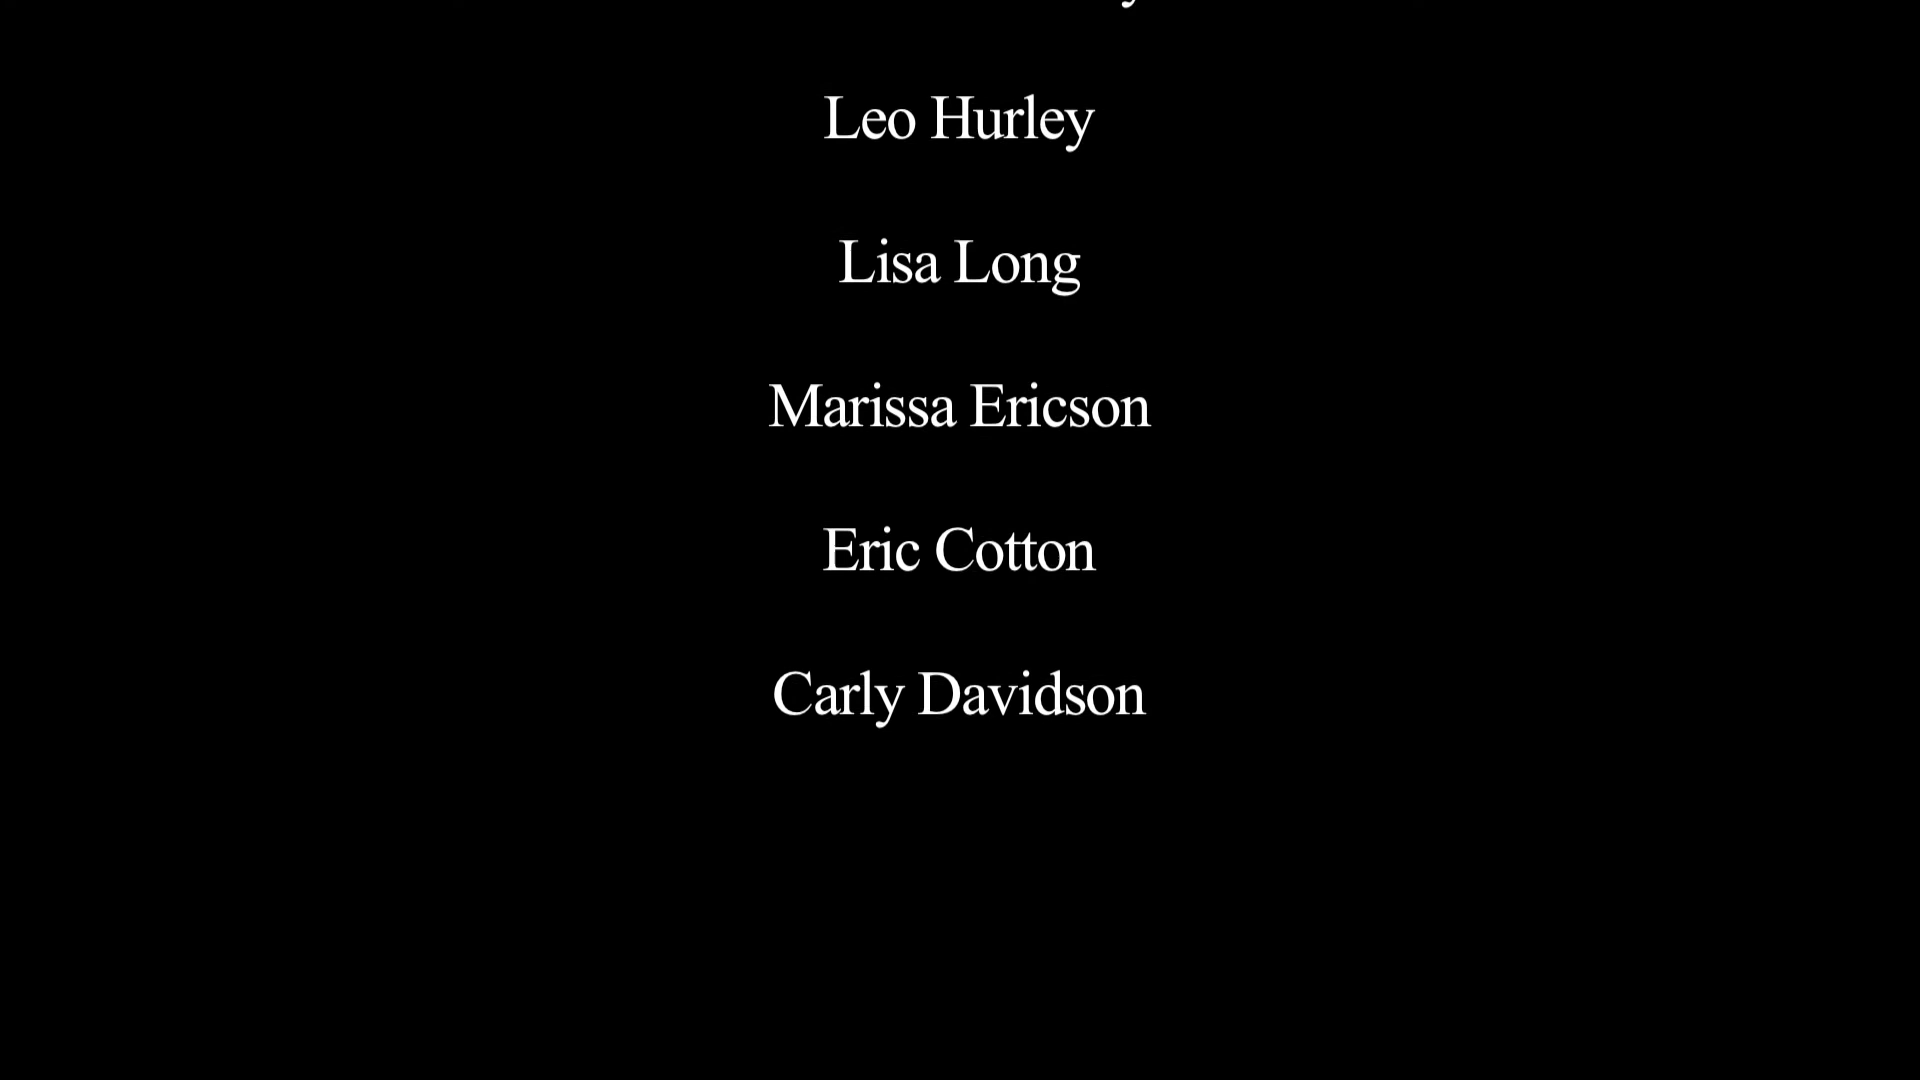 Leo Hurley
Lisa Long
Marissa Ericson
Eric Cotton
Carly Davidson